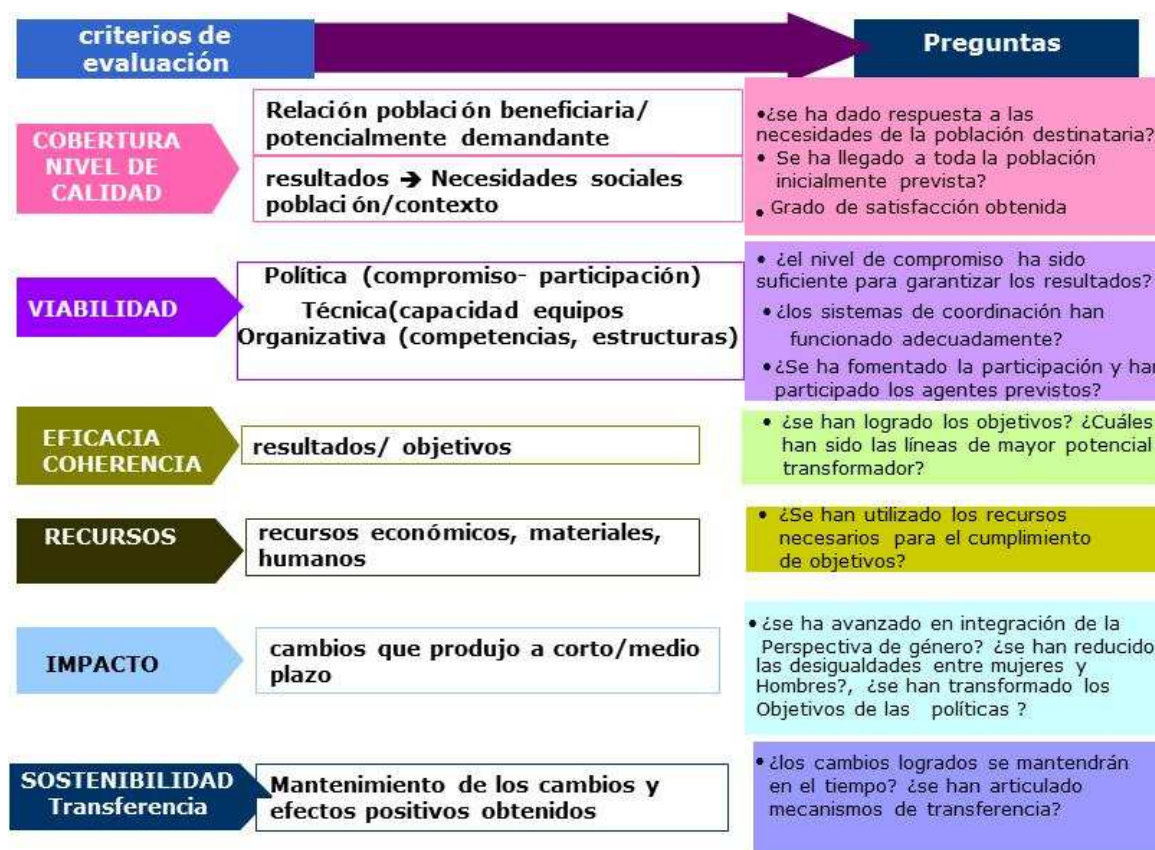 criterios de
evaluación
Preguntas
COBERTURA
NIVEL DE
CALIDAD
Relación población beneficiaria/
potencialmente demandante
resultados ➔ Necesidades sociales
población/contexto
•¿se ha dado respuesta a las
necesidades de la población destinataria?
• Se ha llegado a toda la población
inicialmente prevista?
• Grado de satisfacción obtenida
VIABILIDAD
Política (compromiso- participación)
Técnica(capacidad equipos
Organizativa (competencias, estructuras)
• ¿el nivel de compromiso ha sido
suficiente para garantizar los resultados?
• ¿los sistemas de coordinación han
funcionado adecuadamente?
•¿Se ha fomentado la participación y han
participado los agentes previstos?
EFICACIA
COHERENCIA
resultados/ objetivos
• ¿se han logrado los objetivos? ¿Cuáles
han sido las líneas de mayor potencial
transformador?
RECURSOS
recursos económicos, materiales,
humanos
• ¿Se han utilizado los recursos
necesarios para el cumplimiento
de objetivos?
IMPACTO
cambios que produjo a corto/medio
plazo
• ¿se ha avanzado en integración de la
Perspectiva de género? ¿se han reducido
las desigualdades entre mujeres y
Hombres?, ¿se han transformado los
Objetivos de las políticas ?
SOSTENIBILIDAD
Transferencia
Mantenimiento de los cambios y
efectos positivos obtenidos
• ¿los cambios logrados se mantendrán
en el tiempo? ¿se han articulado
mecanismos de transferencia?